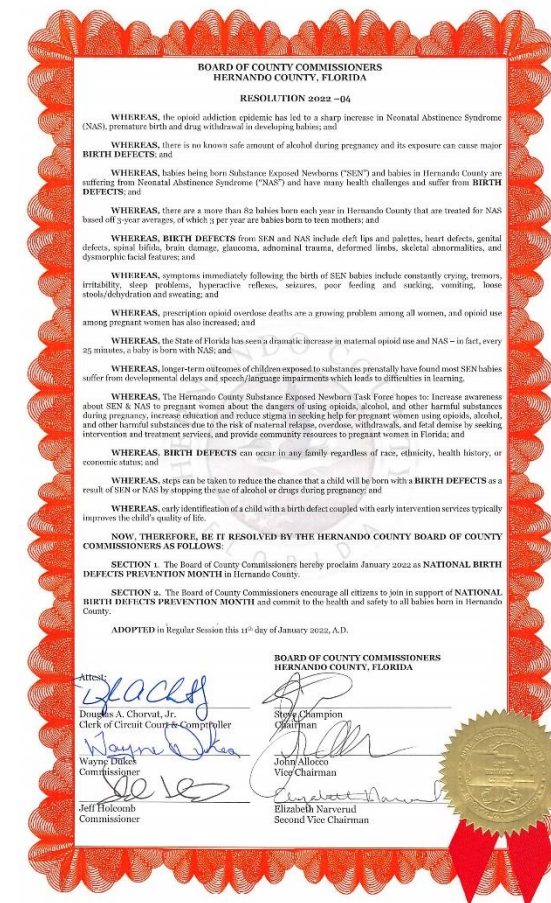 BOARD OF COUNTY COMMISSIONERS
HERNANDO COUNTY, FLORIDA
RESOLUTION 2022 –04
WHEREAS, the opioid addiction epidemic has led to a sharp increase in Neonatal Abstinence Syndrome
(NAS), premature birth and drug withdrawal in developing babies; and
WHEREAS, there is no known safe amount of alcohol during pregnancy and its exposure can cause major
BIRTH DEFECTS; and
WHEREAS, babies being born Substance Exposed Newborns ("SEN") and babies in Hernando County are
suffering from Neonatal Abstinence Syndrome ("NAS") and have many health challenges and suffer from BIRTH
DEFECTS; and
WHEREAS, there are a more than 82 babies born each year in Hernando County that are treated for NAS
based off 3-year averages, of which 3 per year are babies born to teen mothers; and
WHEREAS, BIRTH DEFECTS from SEN and NAS include cleft lips and palettes, heart defects, genital
defects, spinal bifida, brain damage, glaucoma, adnominal trauma, deformed limbs, skeletal abnormalities, and
dysmorphic facial features; and
WHEREAS, symptoms immediately following the birth of SEN babies include constantly crying, tremors,
irritability, sleep problems, hyperactive reflexes, seizures, poor feeding and sucking, vomiting, loose
stools/dehydration and sweating; and
WHEREAS, prescription opioid overdose deaths are a growing problem among all women, and opioid use
among pregnant women has also increased; and
WHEREAS, the State of Florida has seen a dramatic increase in maternal opioid use and NAS – in fact, every
25 minutes, a baby is born with NAS; and
WHEREAS, longer-term outcomes of children exposed to substances prenatally have found most SEN babies
suffer from developmental delays and speech/language impairments which leads to difficulties in learning.
WHEREAS, The Hernando County Substance Exposed Newborn Task Force hopes to: Increase awareness
about SEN & NAS to pregnant women about the dangers of using opioids, alcohol, and other harmful substances
during pregnancy, increase education and reduce stigma in seeking help for pregnant women using opioids, alcohol,
and other harmful substances due to the risk of maternal relapse, overdose, withdrawals, and fetal demise by seeking
intervention and treatment services, and provide community resources to pregnant women in Florida; and
WHEREAS, BIRTH DEFECTS can occur in any family regardless of race, ethnicity, health history, or
economic status; and
WHEREAS, steps can be taken to reduce the chance that a child will be born with a BIRTH DEFECTS as a
result of SEN or NAS by stopping the use of alcohol or drugs during pregnancy; and
WHEREAS, early identification of a child with a birth defect coupled with early intervention services typically
improves the child's quality of life.
NOW, THEREFORE, BE IT RESOLVED BY THE HERNANDO COUNTY BOARD OF COUNTY
COMMISSIONERS AS FOLLOWS:
SECTION 1. The Board of County Commissioners hereby proclaim January 2022 as NATIONAL BIRTH
DEFECTS PREVENTION MONTH in Hernando County.
SECTION 2. The Board of County Commissioners encourage all citizens to join in support of NATIONAL
BIRTH DEFECTS PREVENTION MONTH and commit to the health and safety to all babies born in Hernando
County.
ADOPTED in Regular Session this 11th day of January 2022, A.D.
BOARD OF COUNTY COMMISSIONERS
HERNANDO COUNTY, FLORIDA
Attest:
Douglas A. Chorvat, Jr.
Clerk of Circuit Court & Comptroller
Steve Champion
Chairman
Wayne Dukes
Wayne Dukes
Commissioner
John Allocco
Vice Chairman
Jeff Holcomb
Commissioner
Elizabeth Narverud
Elizabeth Narverud
Second Vice Chairman
HERNANDO COUNTY
FLORIDA